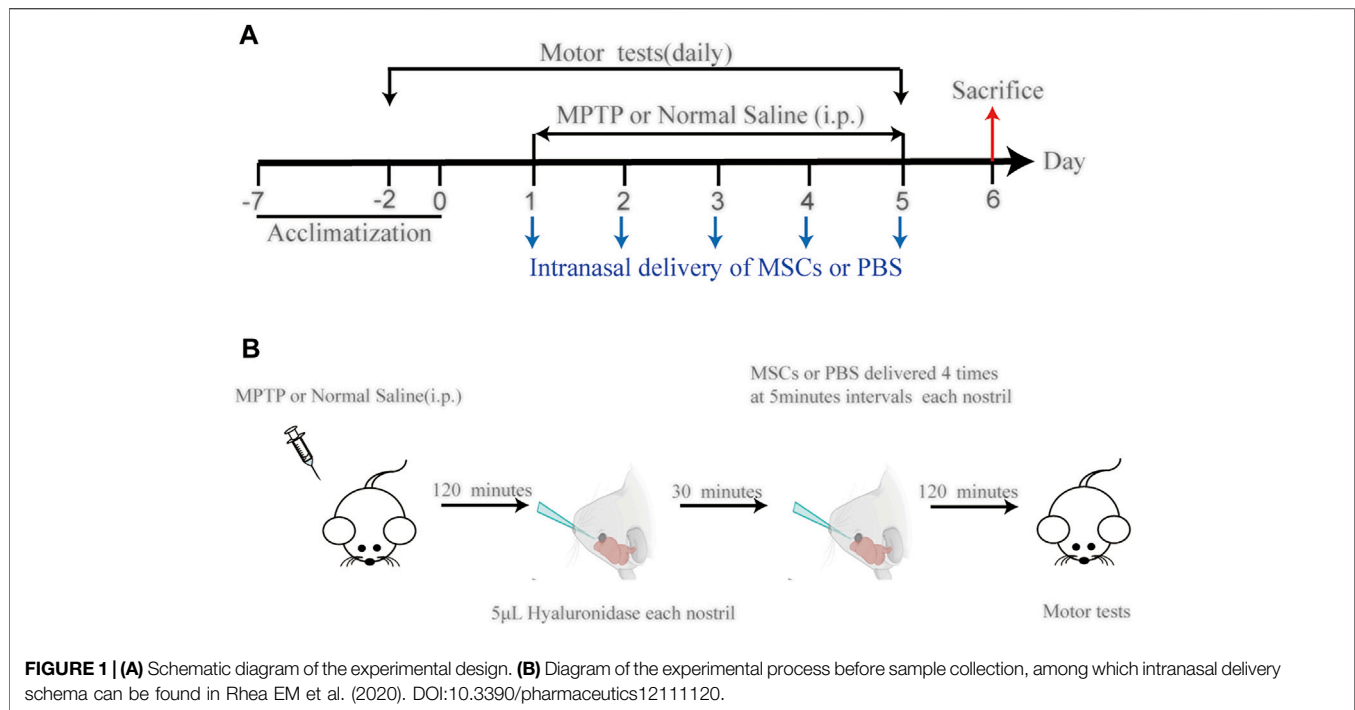 A
Motor tests(daily)
Sacrifice
MPTP or Normal Saline (i.p.)
Day
-7 -2 0 1 2 3 4 5 6
Acclimatization
Intranasal delivery of MSCs or PBS
B
MSCs or PBS delivered 4 times
at 5minutes intervals each nostril
MPTP or Normal Saline(i.p.)
120 minutes
30 minutes
120 minutes
5μL Hyaluronidase each nostril
Motor tests
FIGURE 1 | (A) Schematic diagram of the experimental design. (B) Diagram of the experimental process before sample collection, among which intranasal delivery
schema can be found in Rhea EM et al. (2020). DOI:10.3390/pharmaceutics12111120.